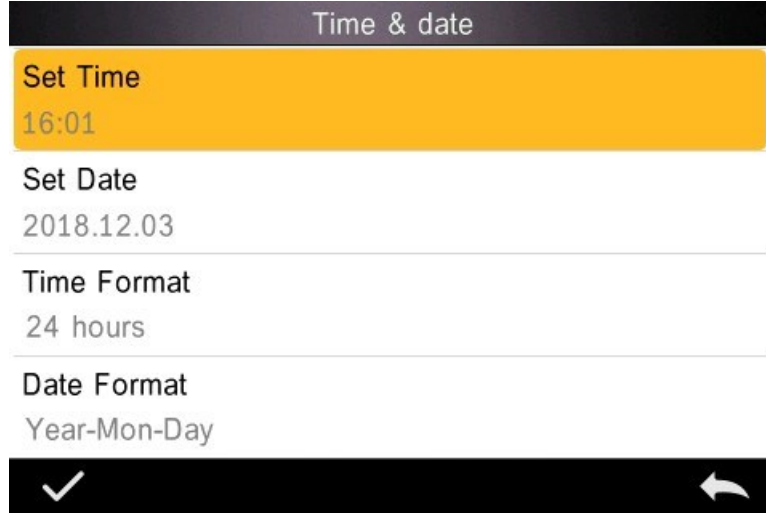 Time & date
Set Time
16:01
Set Date
2018.12.03
Time Format
24 hours
Date Format
Year-Mon-Day